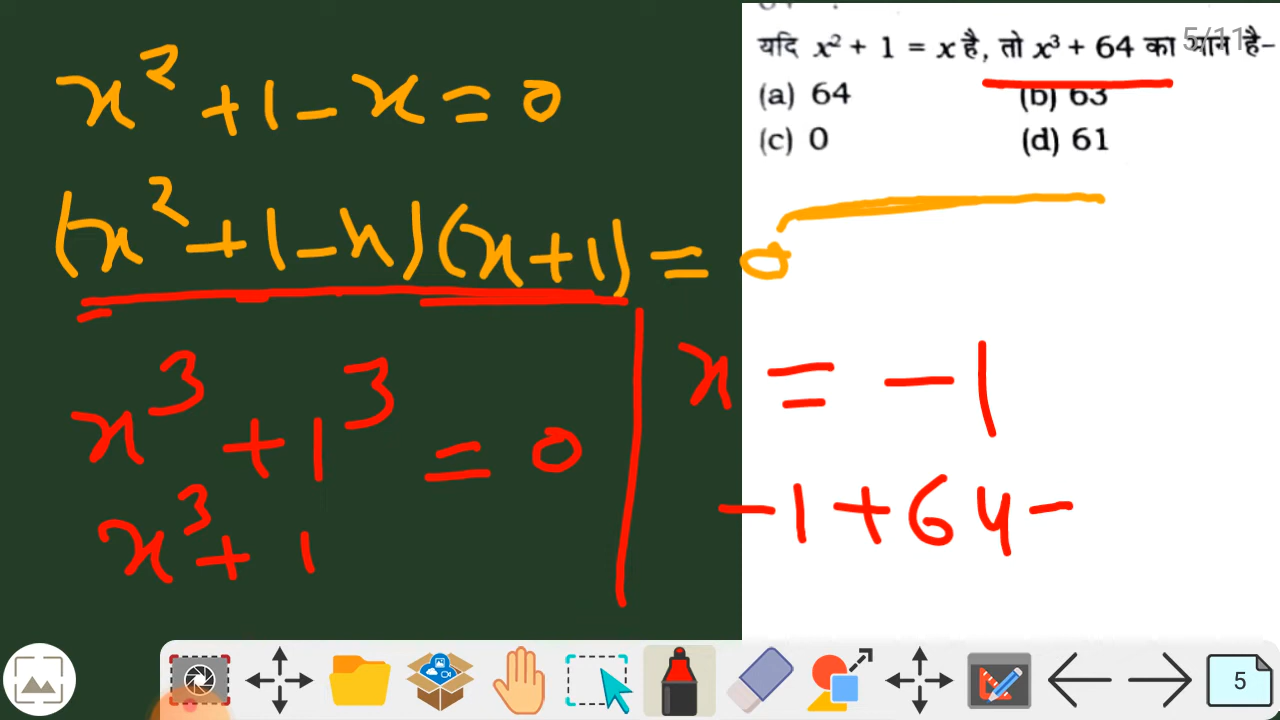 x² + 1 - x = 0
(x² + 1 - x)(x + 1) = 0
x³ + 1³ = 0
x³ + 1
5/11
यदि x² + 1 = x है, तो x³ + 64 का मान है-
(a) 64 (b) 63
(c) 0 (d) 61
x = -1
-1 + 64 -
5